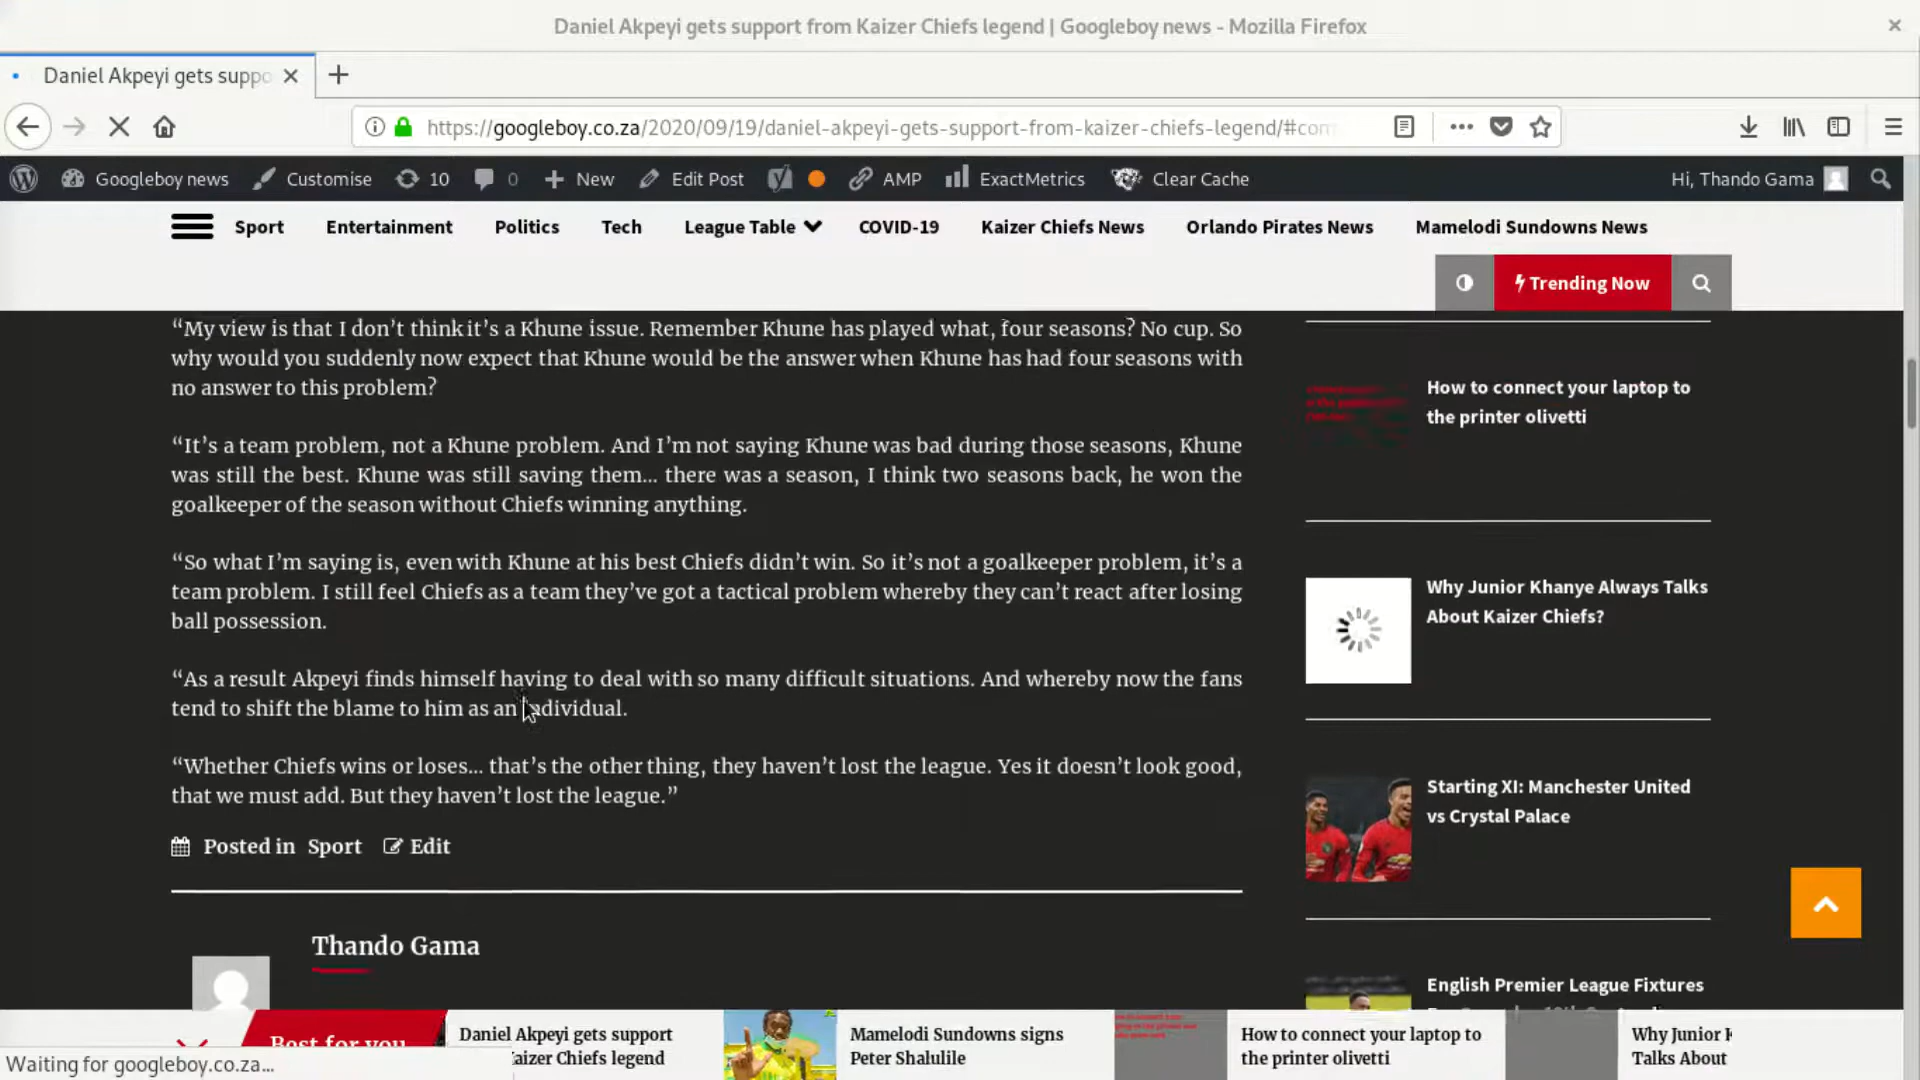 Daniel Akpeyi gets support from Kaizer Chiefs legend | Googleboy news - Mozilla Firefox
Daniel Akpeyi gets suppo
https://googleboy.co.za/2020/09/19/daniel-akpeyi-gets-support-from-kaizer-chiefs-legend/#com
Googleboy news Customise 10 0 New Edit Post AMP ExactMetrics Clear Cache Hi, Thando Gama
Sport Entertainment Politics Tech League Table COVID-19 Kaizer Chiefs News Orlando Pirates News Mamelodi Sundowns News
Trending Now
“My view is that I don’t think it’s a Khune issue. Remember Khune has played what, four seasons? No cup. So
why would you suddenly now expect that Khune would be the answer when Khune has had four seasons with
no answer to this problem?
“It’s a team problem, not a Khune problem. And I’m not saying Khune was bad during those seasons, Khune
was still the best. Khune was still saving them… there was a season, I think two seasons back, he won the
goalkeeper of the season without Chiefs winning anything.
“So what I’m saying is, even with Khune at his best Chiefs didn’t win. So it’s not a goalkeeper problem, it’s a
team problem. I still feel Chiefs as a team they’ve got a tactical problem whereby they can’t react after losing
ball possession.
“As a result Akpeyi finds himself having to deal with so many difficult situations. And whereby now the fans
tend to shift the blame to him as an individual.
“Whether Chiefs wins or loses… that’s the other thing, they haven’t lost the league. Yes it doesn’t look good,
that we must add. But they haven’t lost the league.”
Posted in Sport Edit
Thando Gama
How to connect your laptop to
the printer olivetti
Why Junior Khanye Always Talks
About Kaizer Chiefs?
Starting XI: Manchester United
vs Crystal Palace
English Premier League Fixtures
Best for you
Daniel Akpeyi gets support
aizer Chiefs legend
Mamelodi Sundowns signs
Peter Shalulile
How to connect your laptop to
the printer olivetti
Why Junior K
Talks About
Waiting for googleboy.co.za...